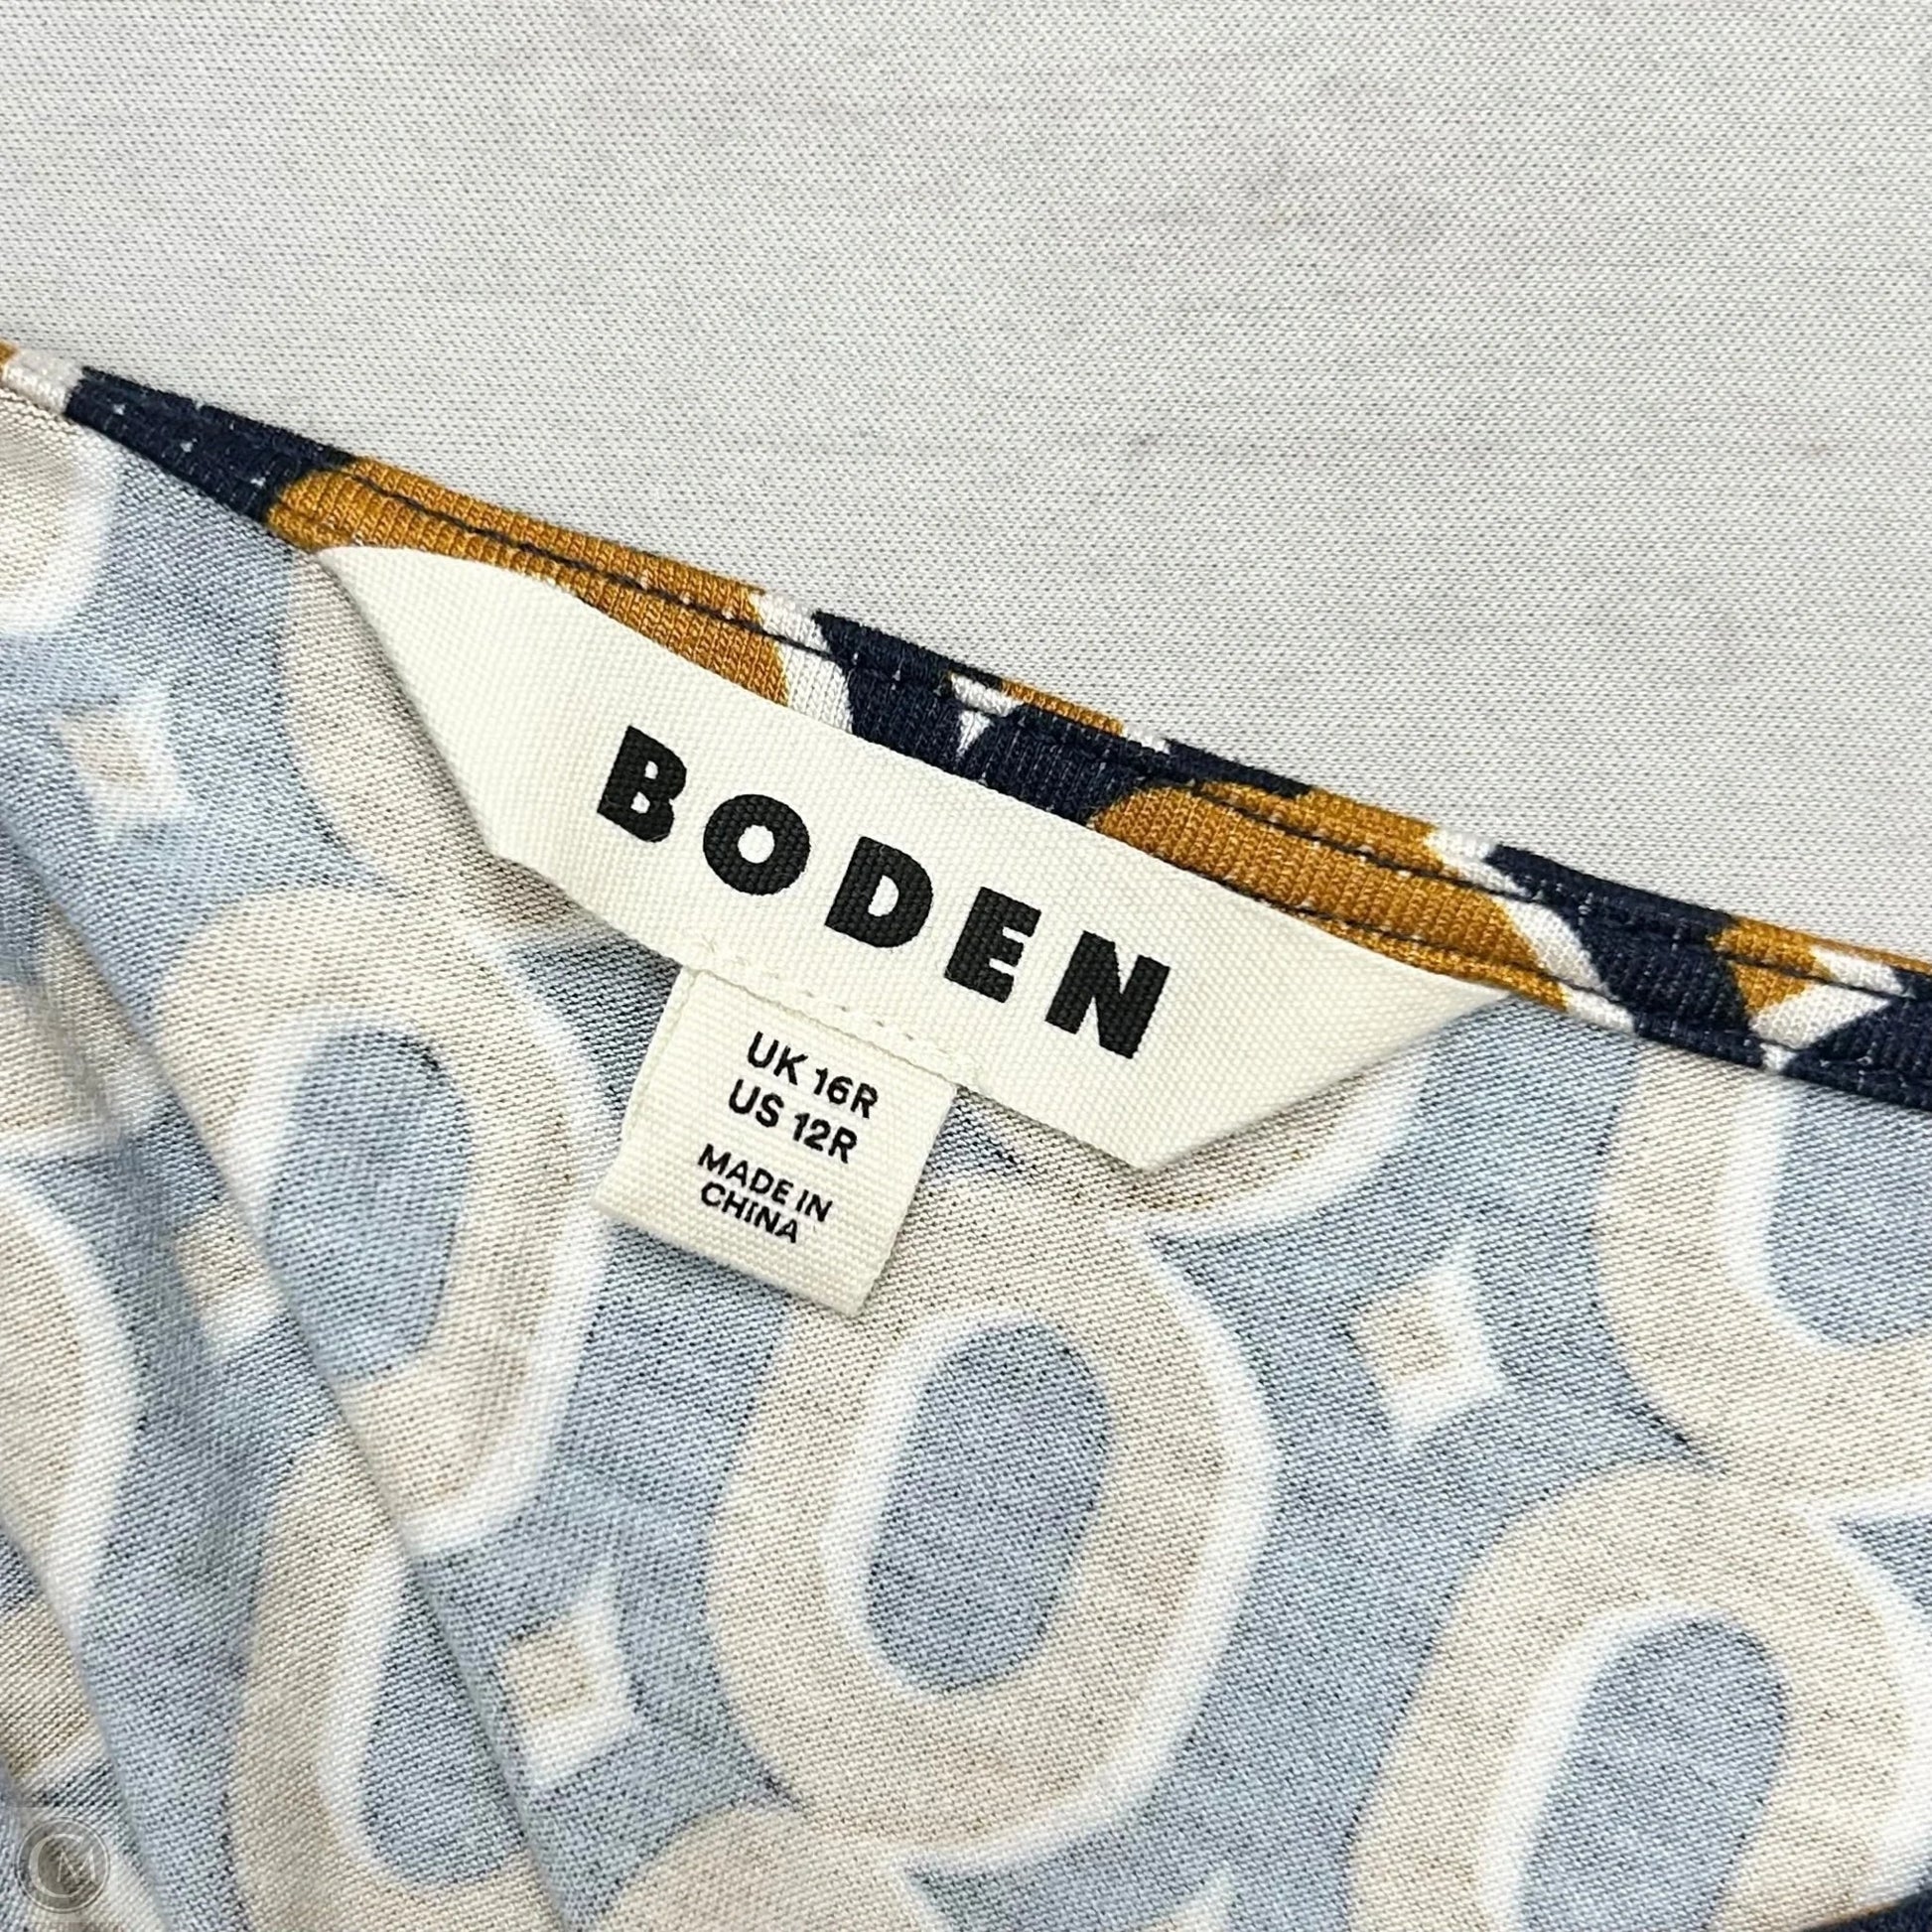 BODEN
UK 16R
US 12R
MADE IN
CHINA